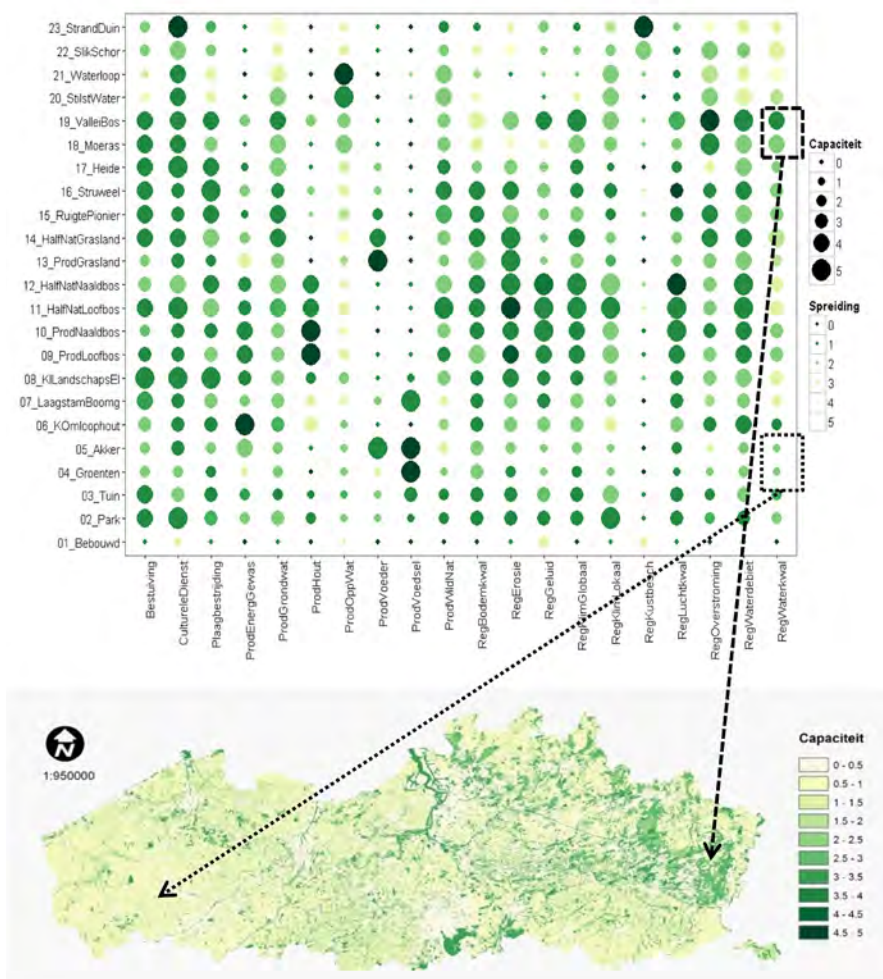 23_StrandDuin
22_SlikSchor
21_Waterloop
20_StilstWater
19_ValleiBos
18_Moeras
17_Heide
16_Struweel
15_RuigtePionier
14_HalfNatGrasland
13_ProdGrasland
12_HalfNatNaaldbos
11_HalfNatLoofbos
10_ProdNaaldbos
09_ProdLoofbos
08_KlLandschapsEl
07_LaagstamBoomg
06_KOmloophout
05_Akker
04_Groenten
03_Tuin
02_Park
01_Bebouwd
Bestuiving
CultureleDienst
Plaagbestrijding
ProdEnergGewas
ProdGrondwat
ProdHout
ProdOppWat
ProdVoeder
ProdVoedsel
ProdWildNat
RegBodemkwal
RegErosie
RegGeluid
RegKlimGlobaal
RegKlimLokaal
RegKustbesch
RegLuchtkwal
RegOverstroming
RegWaterdebiet
RegWaterkwal
Capaciteit
0
1
2
3
4
5
Spreiding
0
1
2
3
4
5
N
1:950000
Capaciteit
0 - 0.5
0.5 - 1
1 - 1.5
1.5 - 2
2 - 2.5
2.5 - 3
3 - 3.5
3.5 - 4
4 - 4.5
4.5 - 5